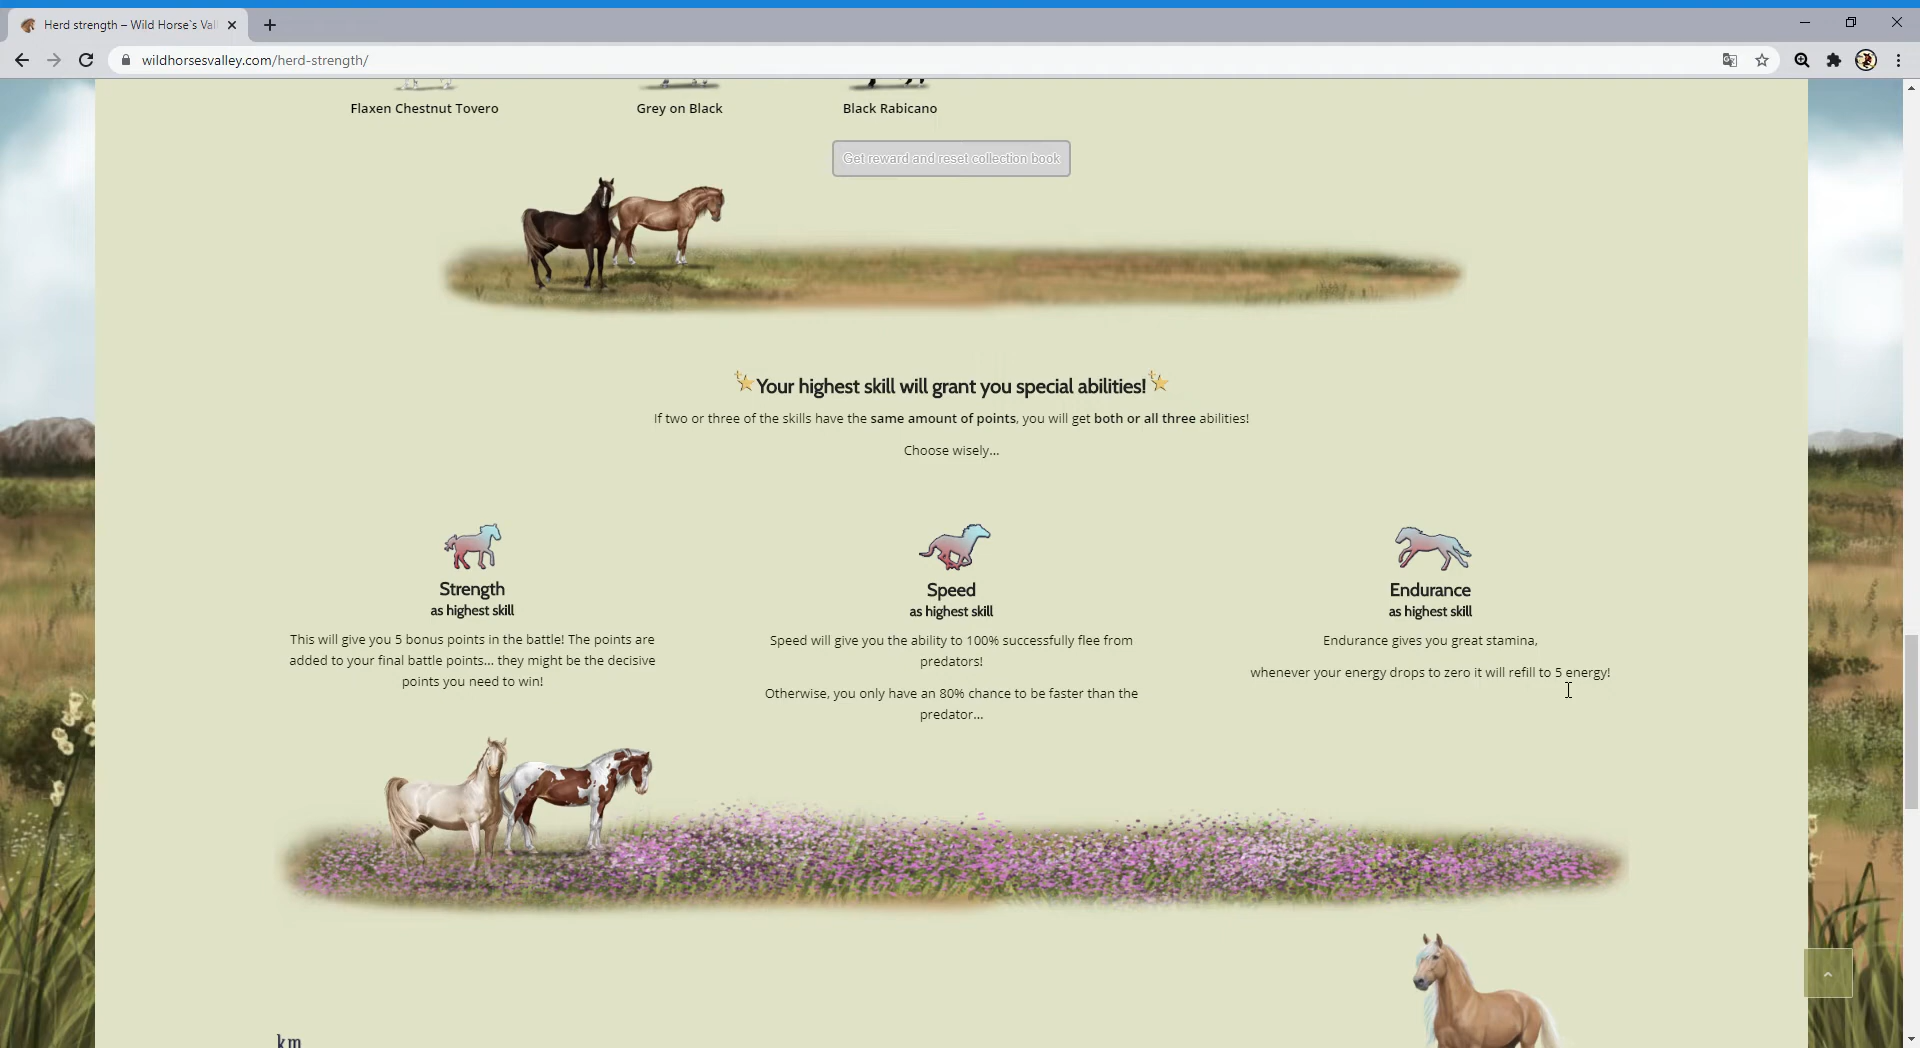 Herd strength – Wild Horse`s Val
wildhorsesvalley.com/herd-strength/
Flaxen Chestnut Tovero
Grey on Black
Black Rabicano
Get reward and reset collection book
Your highest skill will grant you special abilities!
If two or three of the skills have the same amount of points, you will get both or all three abilities!
Choose wisely...
Strength
as highest skill
This will give you 5 bonus points in the battle! The points are
added to your final battle points... they might be the decisive
points you need to win!
Speed
as highest skill
Speed will give you the ability to 100% successfully flee from
predators!
Otherwise, you only have an 80% chance to be faster than the
predator...
Endurance
as highest skill
Endurance gives you great stamina,
whenever your energy drops to zero it will refill to 5 energy!
km